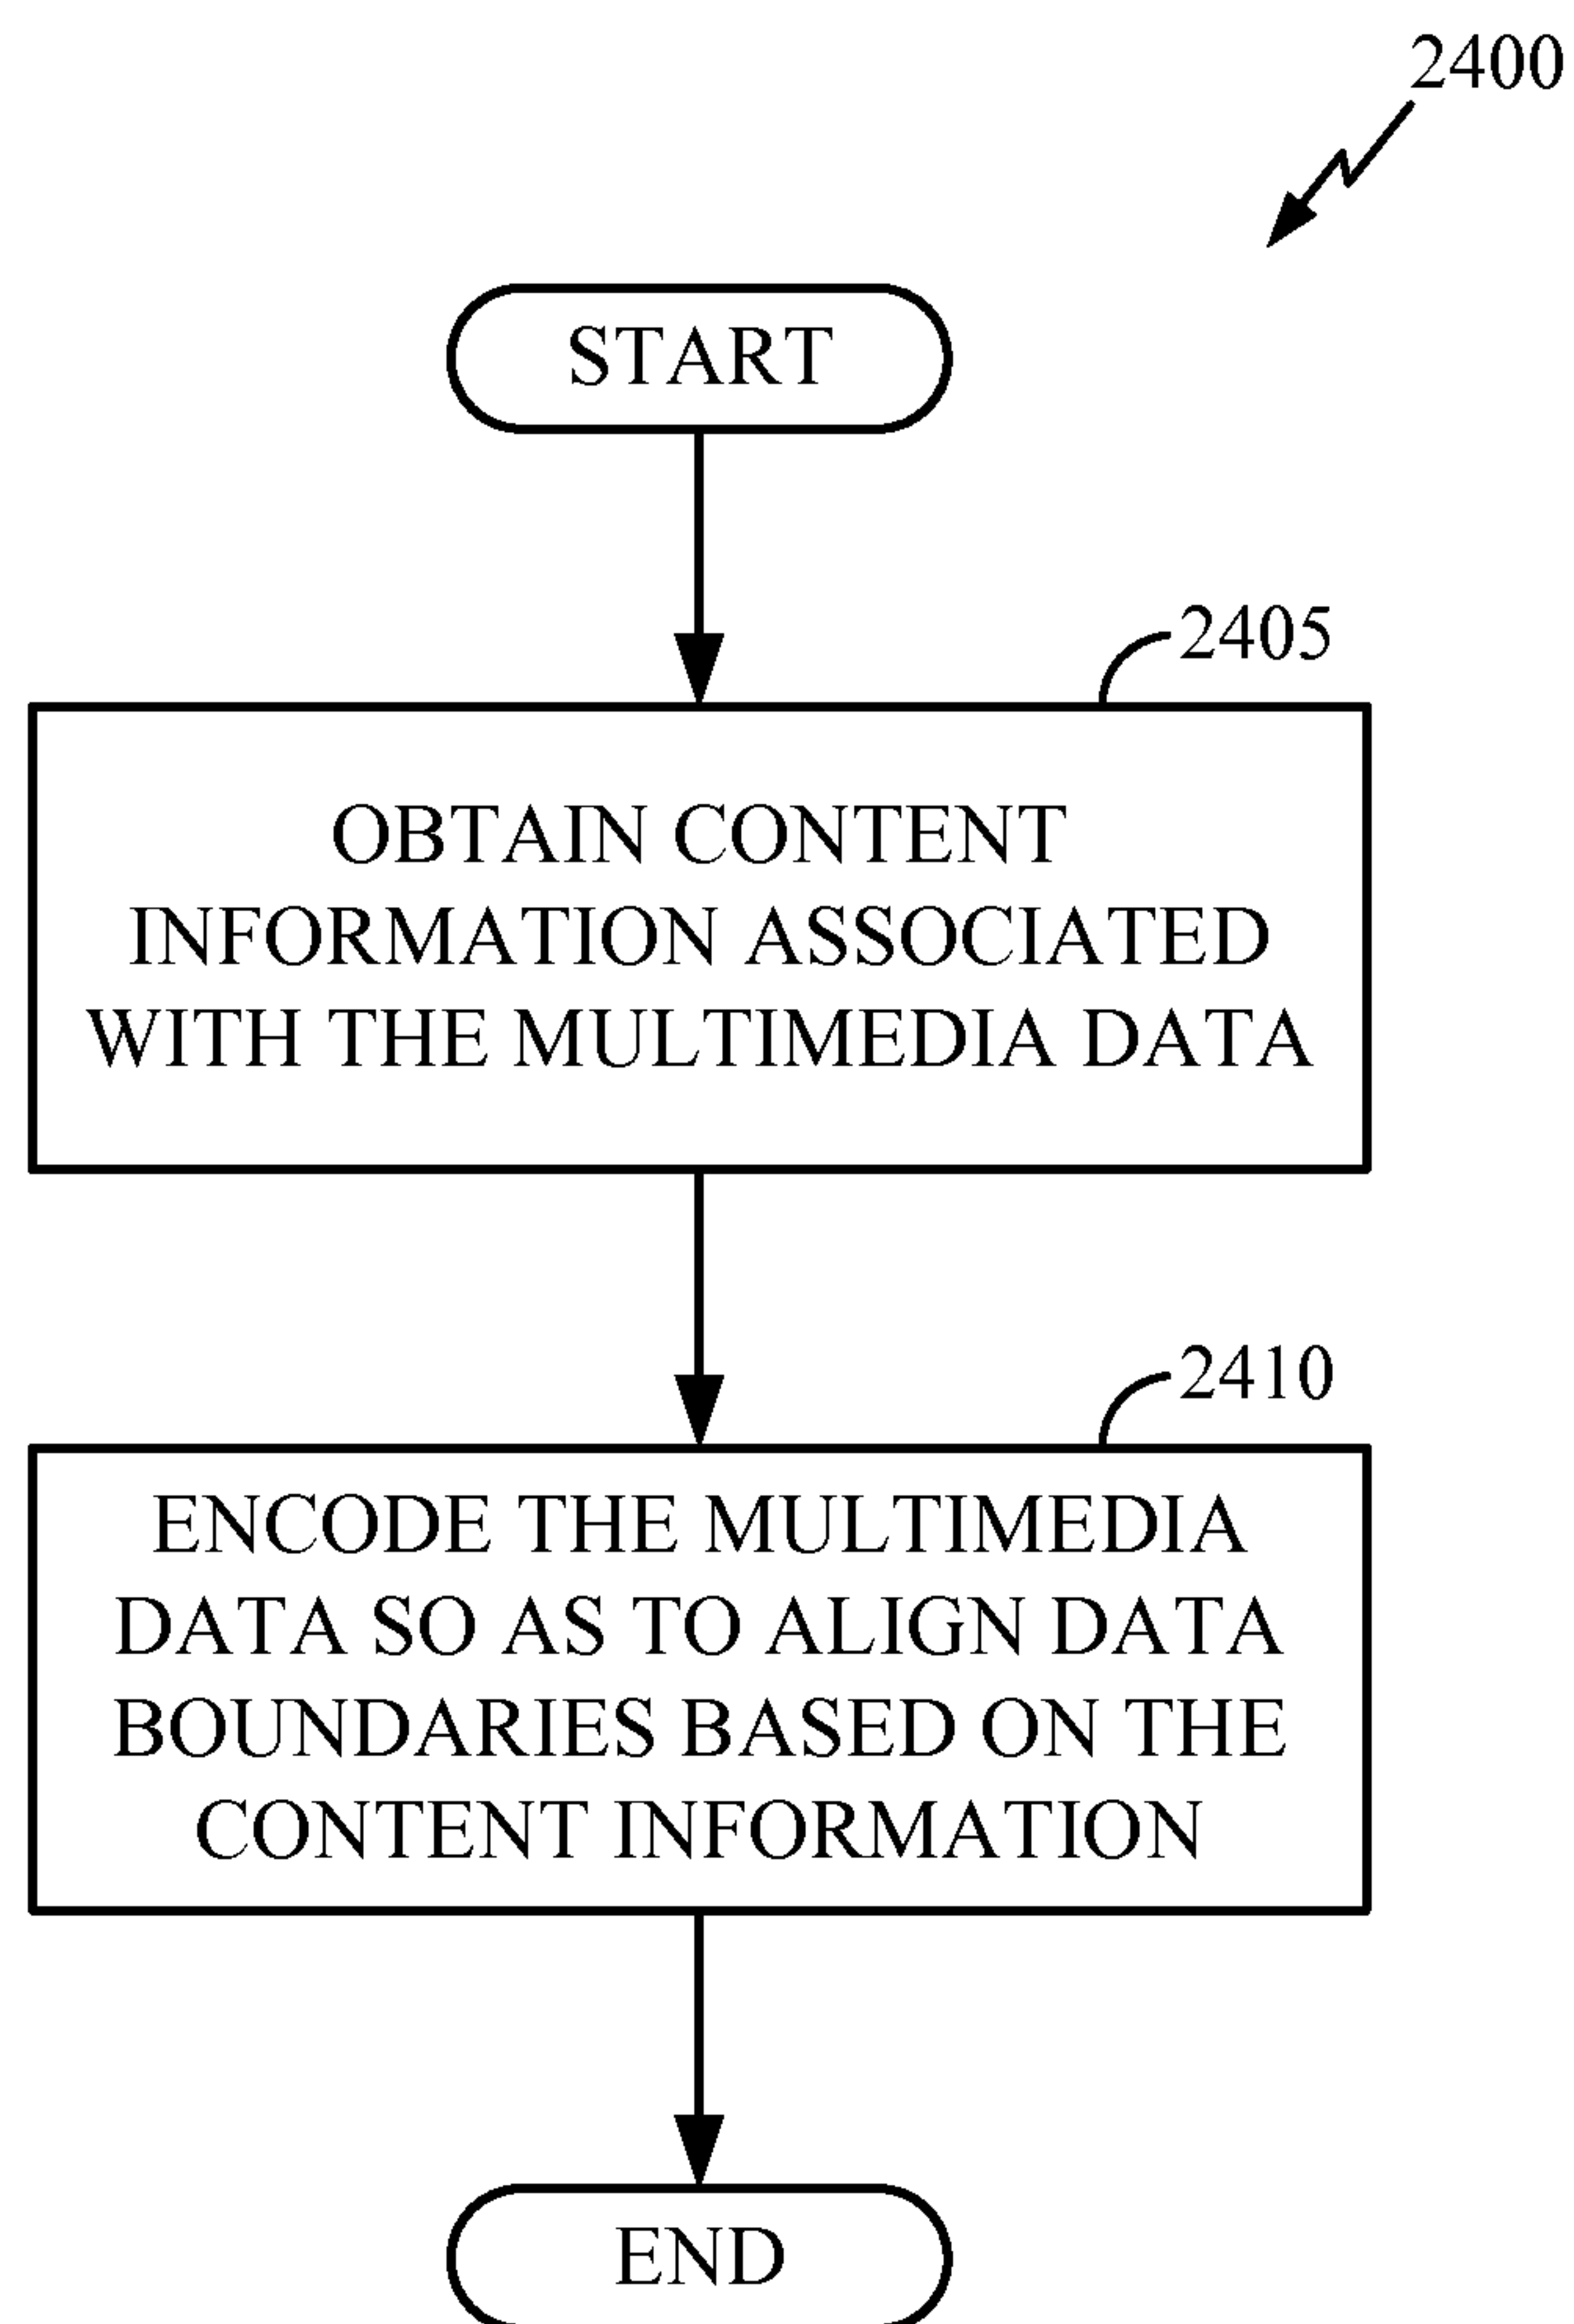 2400
START
2405
OBTAIN CONTENT
INFORMATION ASSOCIATED
WITH THE MULTIMEDIA DATA
2410
ENCODE THE MULTIMEDIA
DATA SO AS TO ALIGN DATA
BOUNDARIES BASED ON THE
CONTENT INFORMATION
END